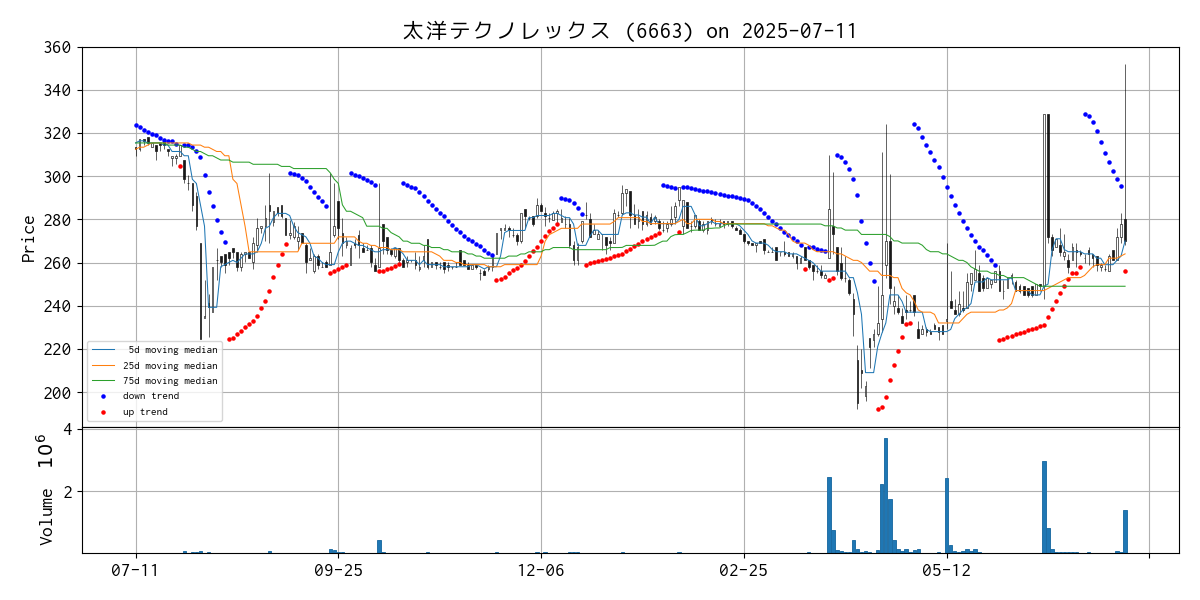 太洋テクノレックス (6663) on 2025-07-11
360
340
320
300
280
260
240
220
200
Price
5d moving median
25d moving median
75d moving median
down trend
up trend
4
2
Volume 10^6
07-11
09-25
12-06
02-25
05-12